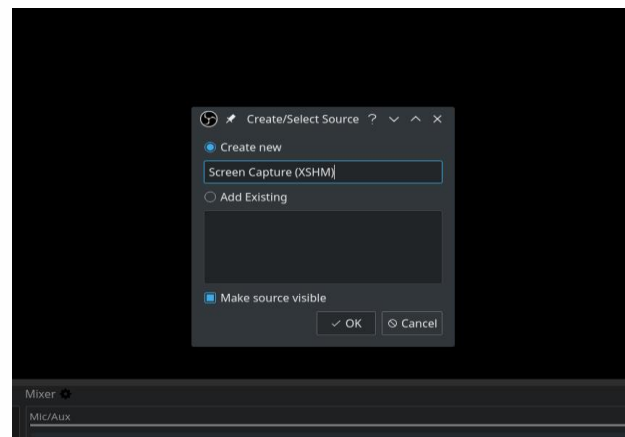 Create/Select Source ?
Create new
Screen Capture (XSHM)
Add Existing
Make source visible
OK Cancel
Mixer
Mic/Aux